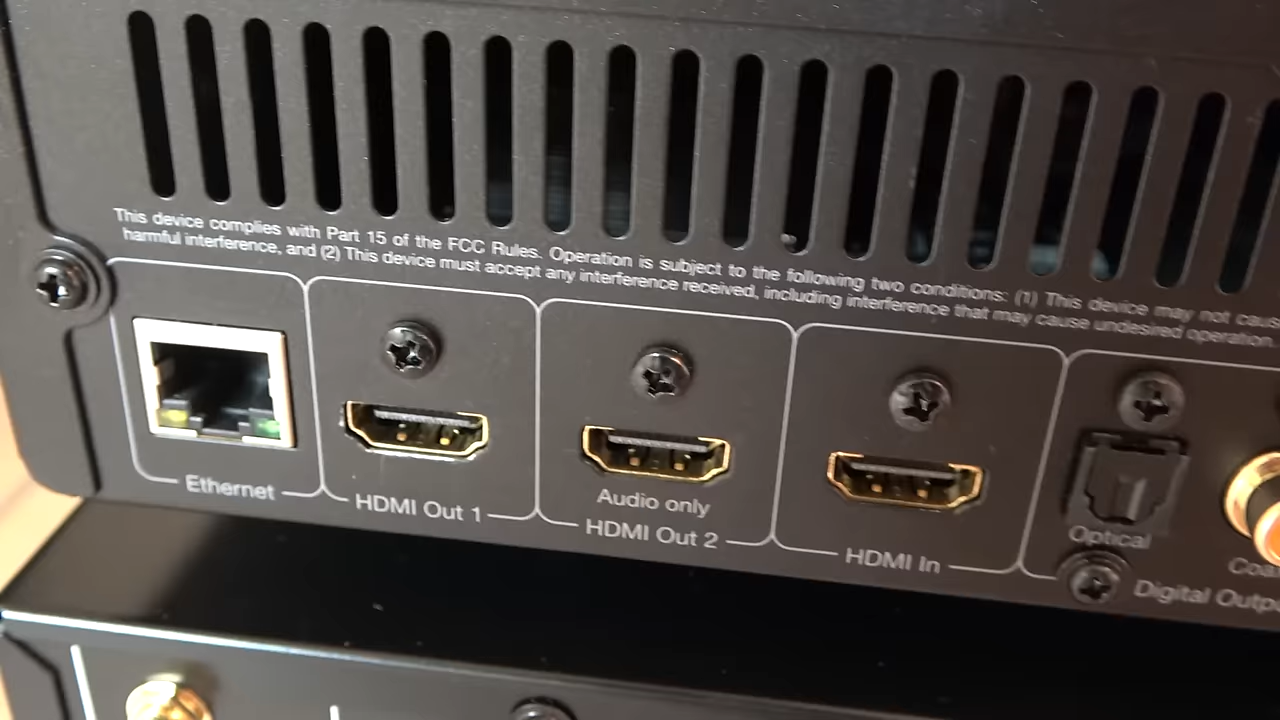 This device complies with Part 15 of the FCC Rules. Operation is subject to the following two conditions: (1) This device may not
harmful interference, and (2) This device must accept any interference received, including interference that may cause undesired operation.
Ethernet
HDMI Out 1
Audio only
HDMI Out 2
HDMI In
Optical
Digital